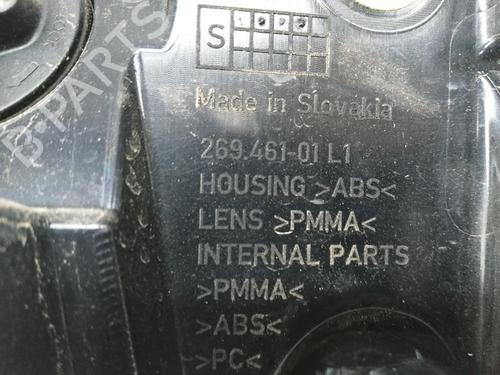 S
Made in Slovakia
269.461-01 L1
HOUSING >ABS<
LENS >PMMA<
INTERNAL PARTS
>PMMA<
>ABS<
>PC<
B-PARTS